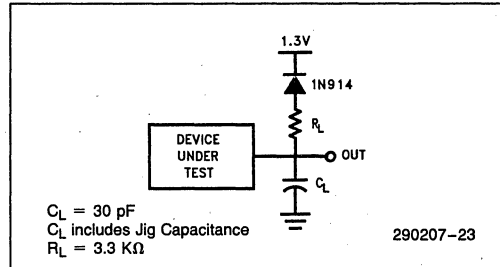 1.3V
1N914
R_L
DEVICE
UNDER
TEST
OUT
C_L
C_L = 30 pF
C_L includes Jig Capacitance
R_L = 3.3 KΩ
290207-23